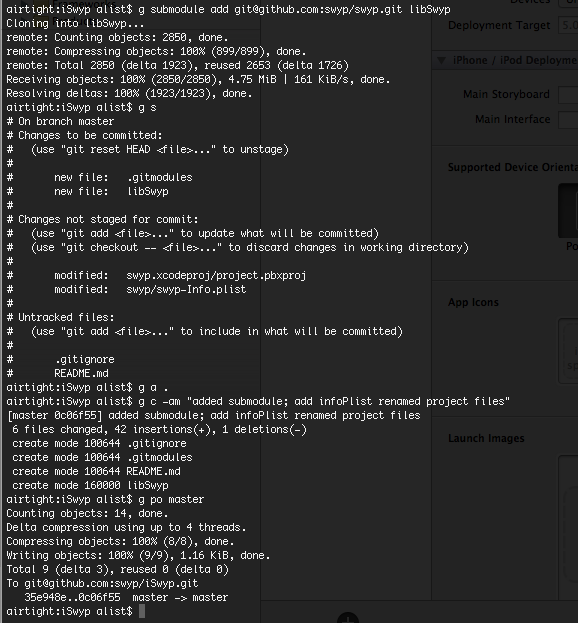 airtight:iSwyp alist$ g submodule add git@github.com:swyp/swyp.git libSwyp
Cloning into libSwyp...
remote: Counting objects: 2850, done.
remote: Compressing objects: 100% (899/899), done.
remote: Total 2850 (delta 1923), reused 2653 (delta 1726)
Receiving objects: 100% (2850/2850), 4.75 MiB | 161 KiB/s, done.
Resolving deltas: 100% (1923/1923), done.
airtight:iSwyp alist$ g s
# On branch master
# Changes to be committed:
#   (use "git reset HEAD <file>..." to unstage)
#
#       new file:   .gitmodules
#       new file:   libSwyp
#
# Changes not staged for commit:
#   (use "git add <file>..." to update what will be committed)
#   (use "git checkout -- <file>..." to discard changes in working directory)
#
#       modified:   swyp.xcodeproj/project.pbxproj
#       modified:   swyp/swyp-Info.plist
#
# Untracked files:
#   (use "git add <file>..." to include in what will be committed)
#
#       .gitignore
#       README.md
airtight:iSwyp alist$ g a .
airtight:iSwyp alist$ g c -am "added submodule; add infoPlist renamed project files"
[master 0c06f55] added submodule; add infoPlist renamed project files
 6 files changed, 42 insertions(+), 1 deletions(-)
 create mode 100644 .gitignore
 create mode 100644 .gitmodules
 create mode 100644 README.md
 create mode 160000 libSwyp
airtight:iSwyp alist$ g po master
Counting objects: 14, done.
Delta compression using up to 4 threads.
Compressing objects: 100% (8/8), done.
Writing objects: 100% (9/9), 1.16 KiB, done.
Total 9 (delta 3), reused 0 (delta 0)
To git@github.com:swyp/iSwyp.git
   35e948e..0c06f55  master -> master
airtight:iSwyp alist$
Devices
Deployment Target 5.0
iPhone / iPod Deployme
Main Storyboard
Main Interface
Supported Device Orienta
Po
App Icons
Launch Images